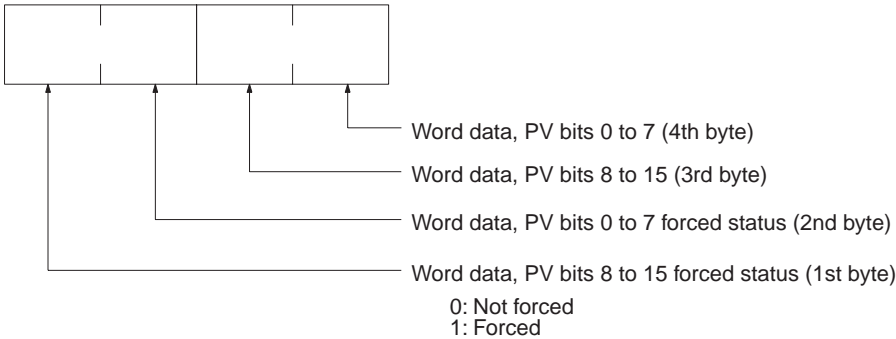 Word data, PV bits 0 to 7 (4th byte)
Word data, PV bits 8 to 15 (3rd byte)
Word data, PV bits 0 to 7 forced status (2nd byte)
Word data, PV bits 8 to 15 forced status (1st byte)
0: Not forced
1: Forced